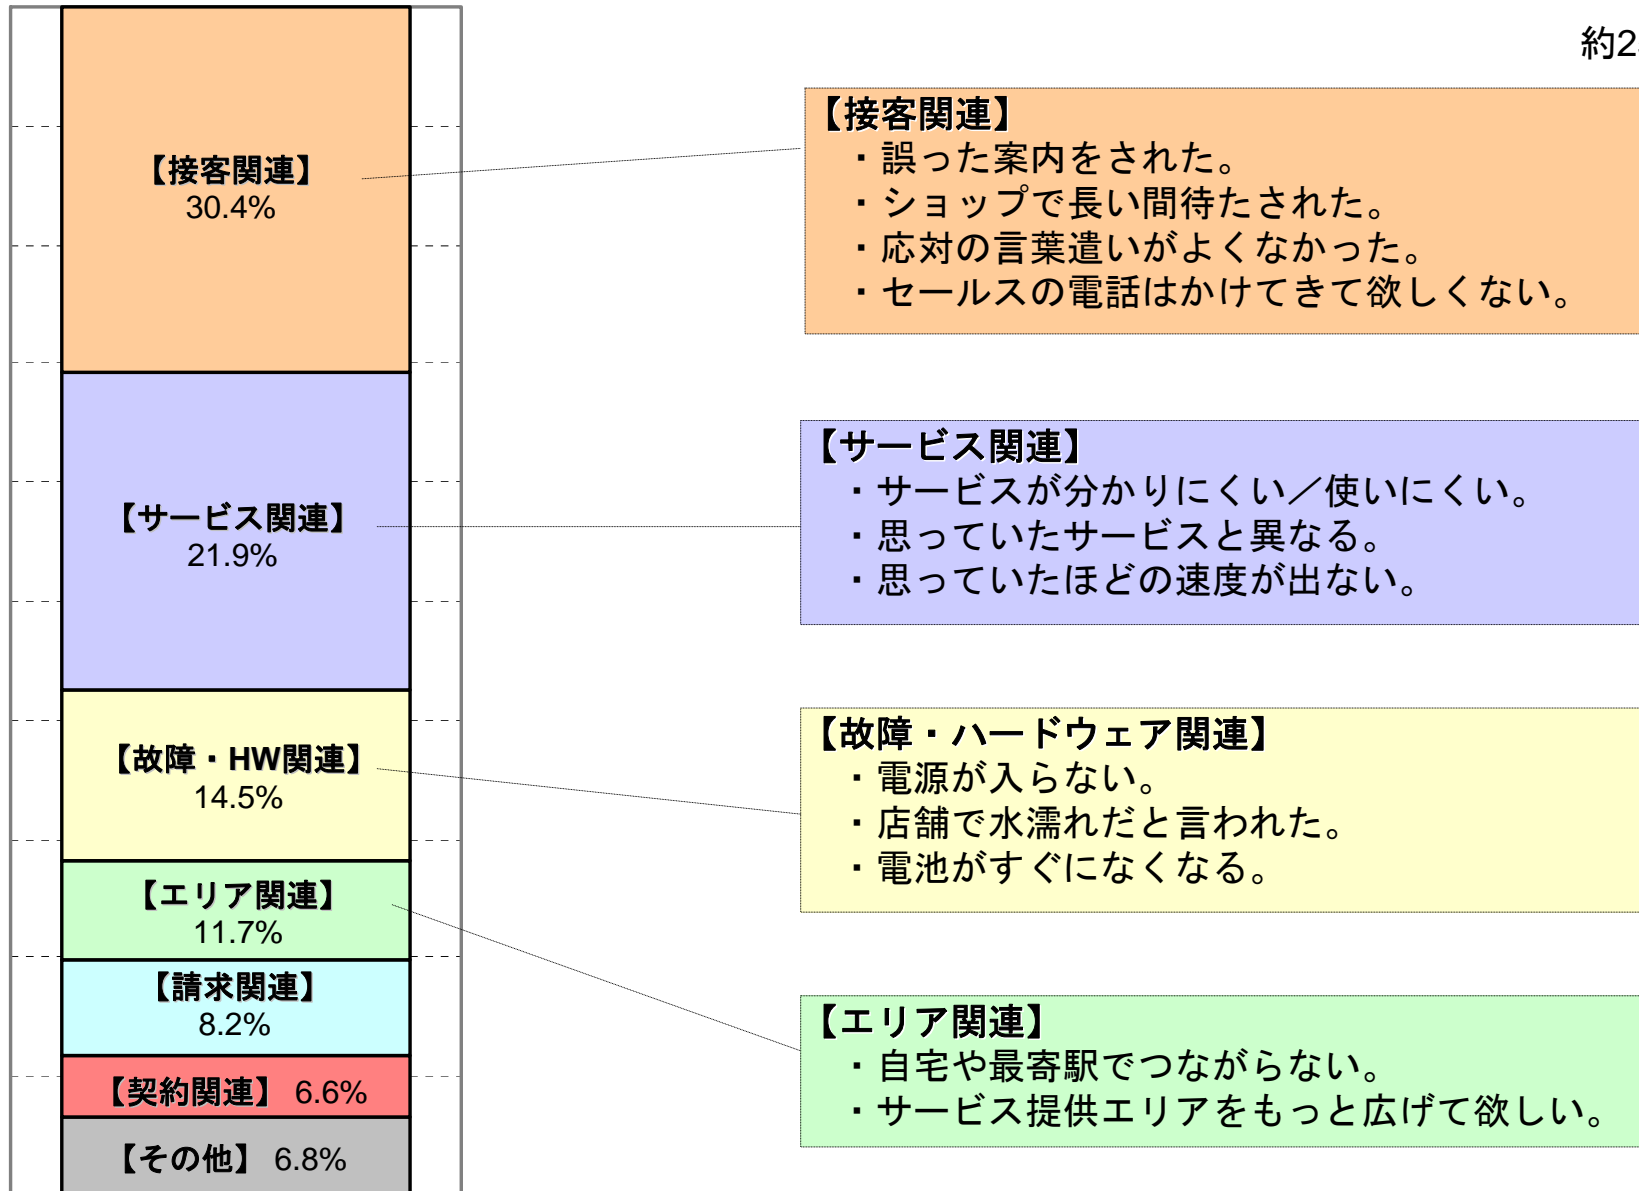 約2
【接客関連】
30.4%
【サービス関連】
21.9%
【故障・HW関連】
14.5%
【エリア関連】
11.7%
【請求関連】
8.2%
【契約関連】 6.6%
【その他】 6.8%
【接客関連】
・誤った案内をされた。
・ショップで長い間待たされた。
・応対の言葉遣いがよくなかった。
・セールスの電話はかけてきて欲しくない。
【サービス関連】
・サービスが分かりにくい／使いにくい。
・思っていたサービスと異なる。
・思っていたほどの速度が出ない。
【故障・ハードウェア関連】
・電源が入らない。
・店舗で水濡れだと言われた。
・電池がすぐになくなる。
【エリア関連】
・自宅や最寄駅でつながらない。
・サービス提供エリアをもっと広げて欲しい。